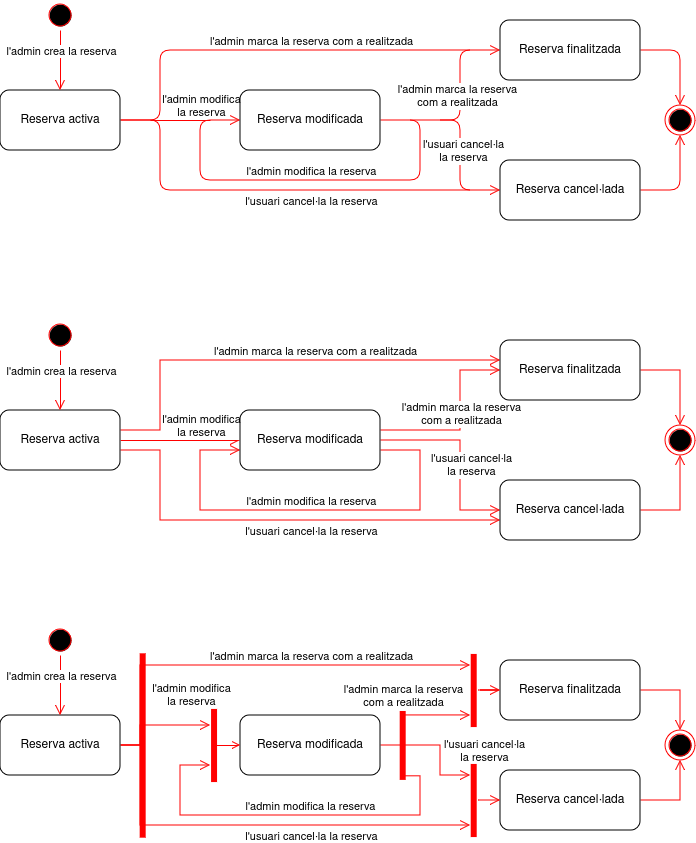 l'admin crea la reserva
l'admin marca la reserva com a realitzada
Reserva finalitzada
l'admin marca la reserva
com a realitzada
l'admin modifica
la reserva
Reserva activa
Reserva modificada
l'usuari cancel·la
la reserva
l'admin modifica la reserva
Reserva cancel·lada
l'usuari cancel·la la reserva
l'admin crea la reserva
l'admin marca la reserva com a realitzada
Reserva finalitzada
l'admin marca la reserva
com a realitzada
l'admin modifica
la reserva
Reserva activa
Reserva modificada
l'usuari cancel·la
la reserva
l'admin modifica la reserva
Reserva cancel·lada
l'usuari cancel·la la reserva
l'admin crea la reserva
l'admin marca la reserva com a realitzada
Reserva finalitzada
l'admin modifica
la reserva
l'admin marca la reserva
com a realitzada
Reserva activa
Reserva modificada
l'usuari cancel·la
la reserva
l'admin modifica la reserva
Reserva cancel·lada
l'usuari cancel·la la reserva